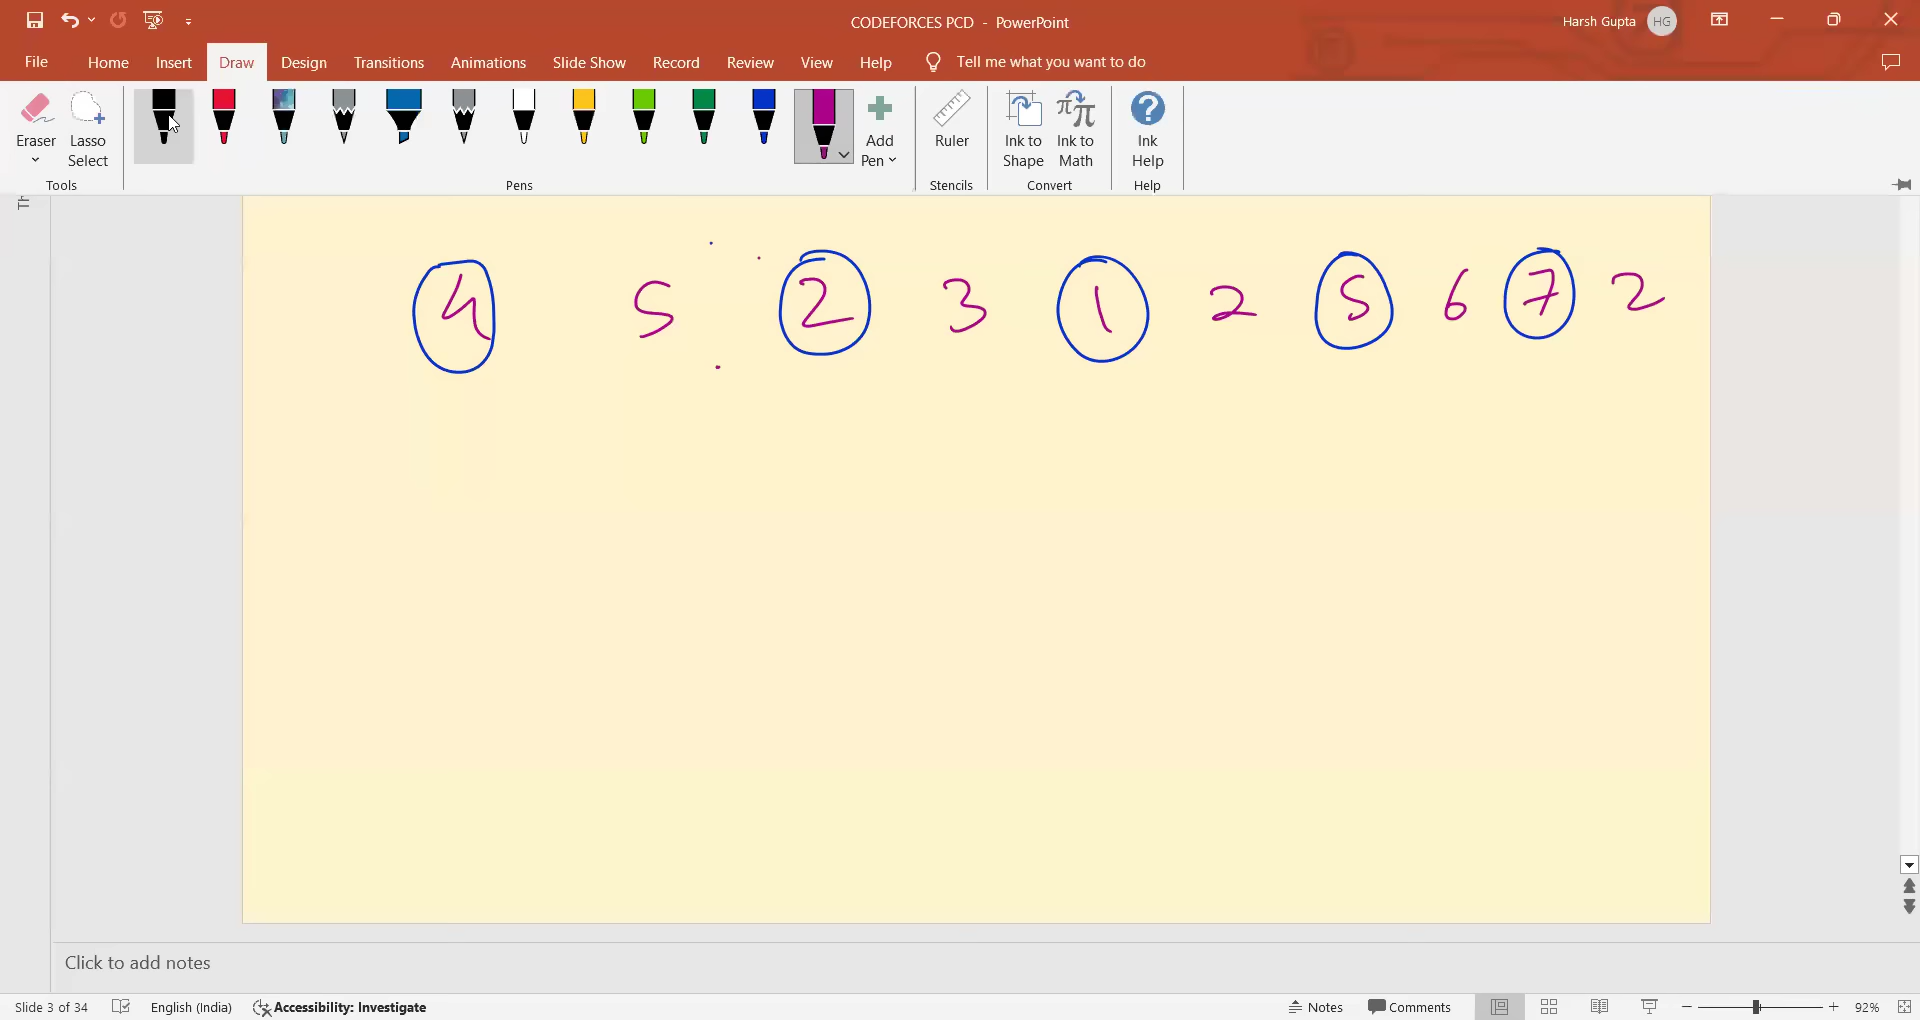 CODEFORCES PCD - PowerPoint
Harsh Gupta HG
File Home Insert Draw Design Transitions Animations Slide Show Record Review View Help Tell me what you want to do
Eraser Lasso Select
Add Pen
Ruler
Ink to Shape Ink to Math
Ink Help
Tools Pens Stencils Convert Help
Th
4 5 2 3 1 2 5 6 7 2
Click to add notes
Slide 3 of 34 English (India) Accessibility: Investigate Notes Comments 92%